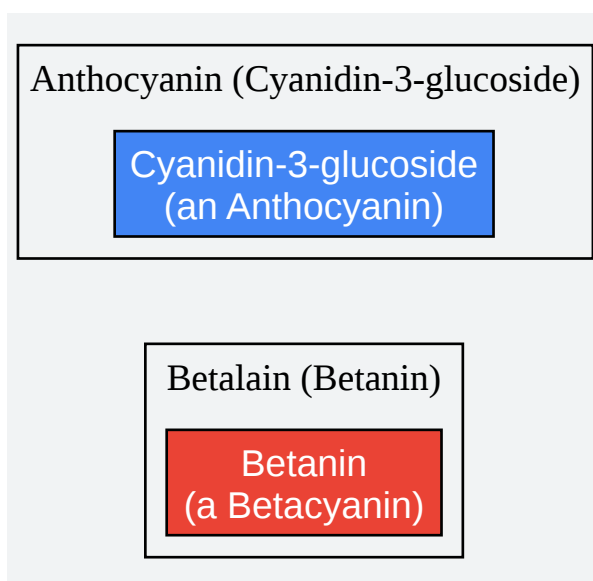 Anthocyanin (Cyanidin-3-glucoside)
Cyanidin-3-glucoside
(an Anthocyanin)
Betalain (Betanin)
Betanin
(a Betacyanin)